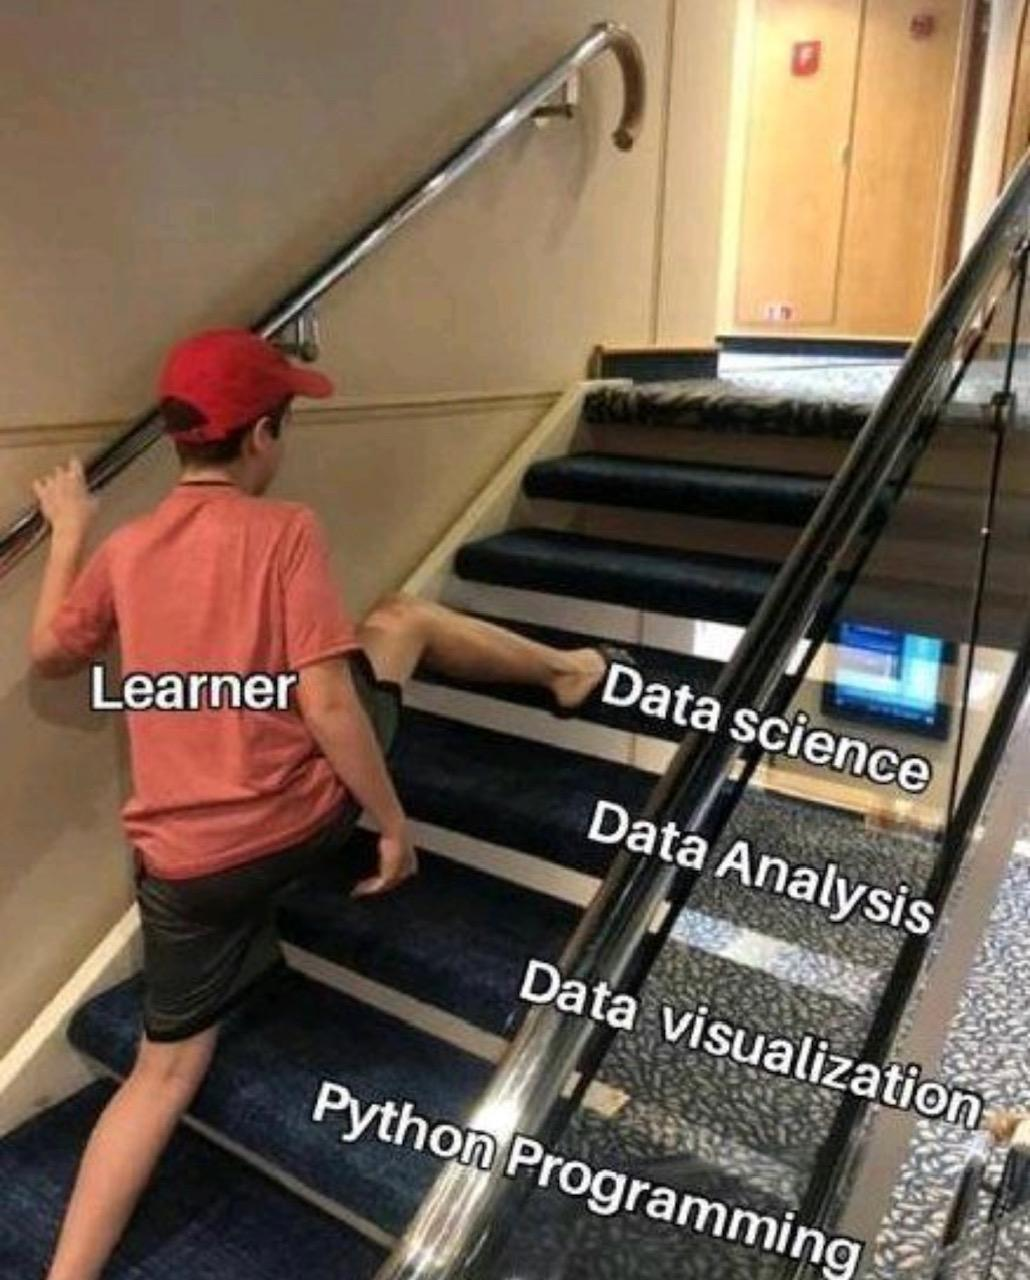 Learner
Data science
Data Analysis
Data visualization
Python Programming